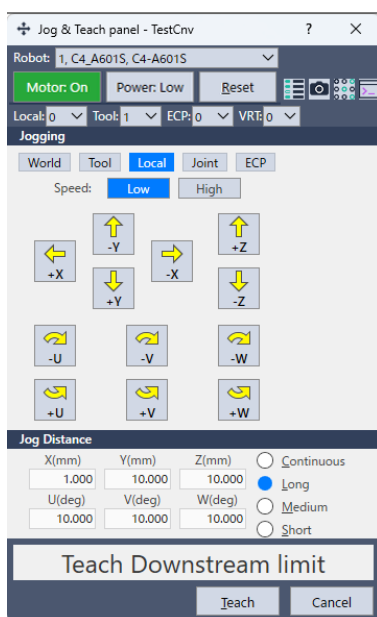 Jog & Teach panel - TestCnv ? ×
Robot: 1, C4_A601S, C4-A601S
Motor: On Power: Low Reset
Local: 0 Tool: 1 ECP: 0 VRT: 0
Jogging
World Tool Local Joint ECP
Speed: Low High
-Y +Z
+X -X
+Y -Z
-U -V -W
+U +V +W
Jog Distance
X(mm) Y(mm) Z(mm) Continuous
1.000 10.000 10.000 Long
U(deg) V(deg) W(deg) Medium
10.000 10.000 10.000 Short
Teach Downstream limit
Teach Cancel